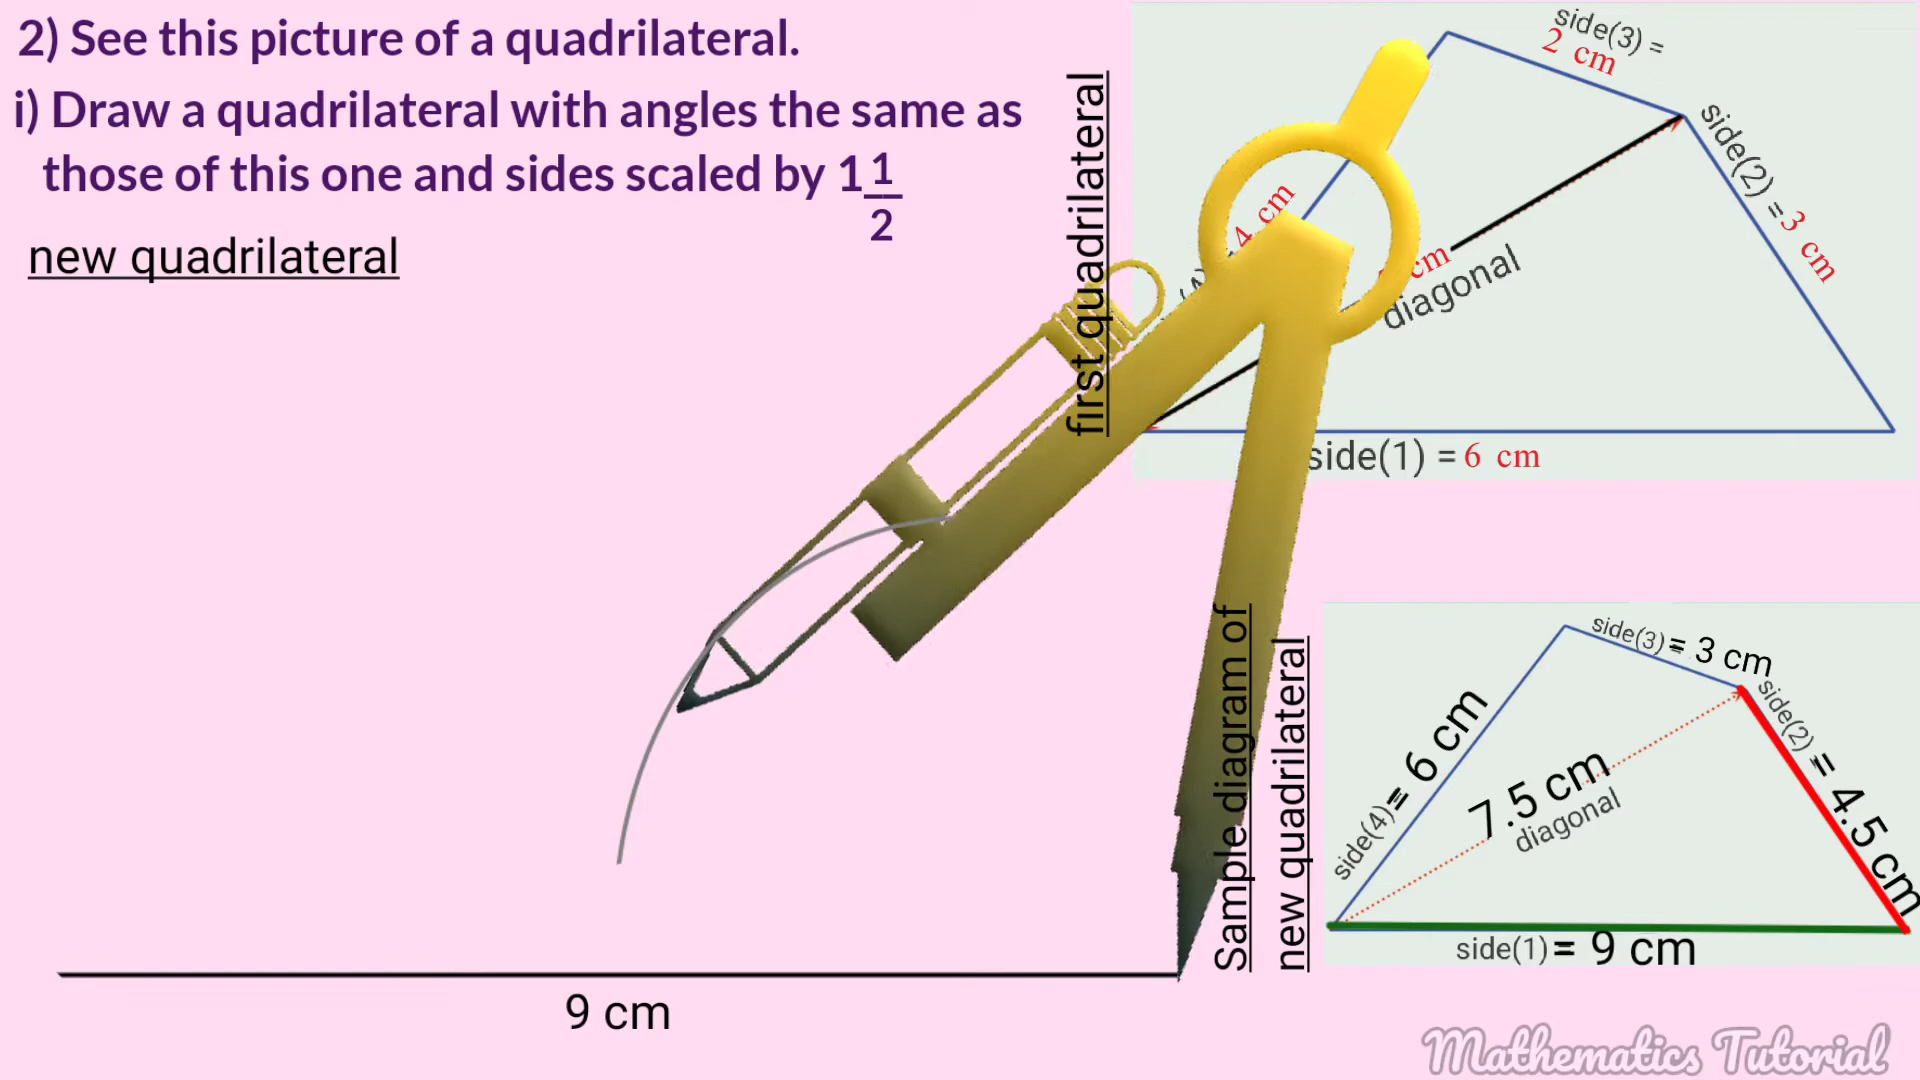 2) See this picture of a quadrilateral.
i) Draw a quadrilateral with angles the same as
those of this one and sides scaled by 1 1/2
new quadrilateral
first quadrilateral
side(3) =
2 cm
side(2) = 3 cm
4 cm
cm
diagonal
side(1) = 6 cm
Sample diagram of
new quadrilateral
side(3) = 3 cm
side(2) = 4.5 cm
side(4) = 6 cm
7.5 cm
diagonal
side(1) = 9 cm
9 cm
Mathematics Tutorial